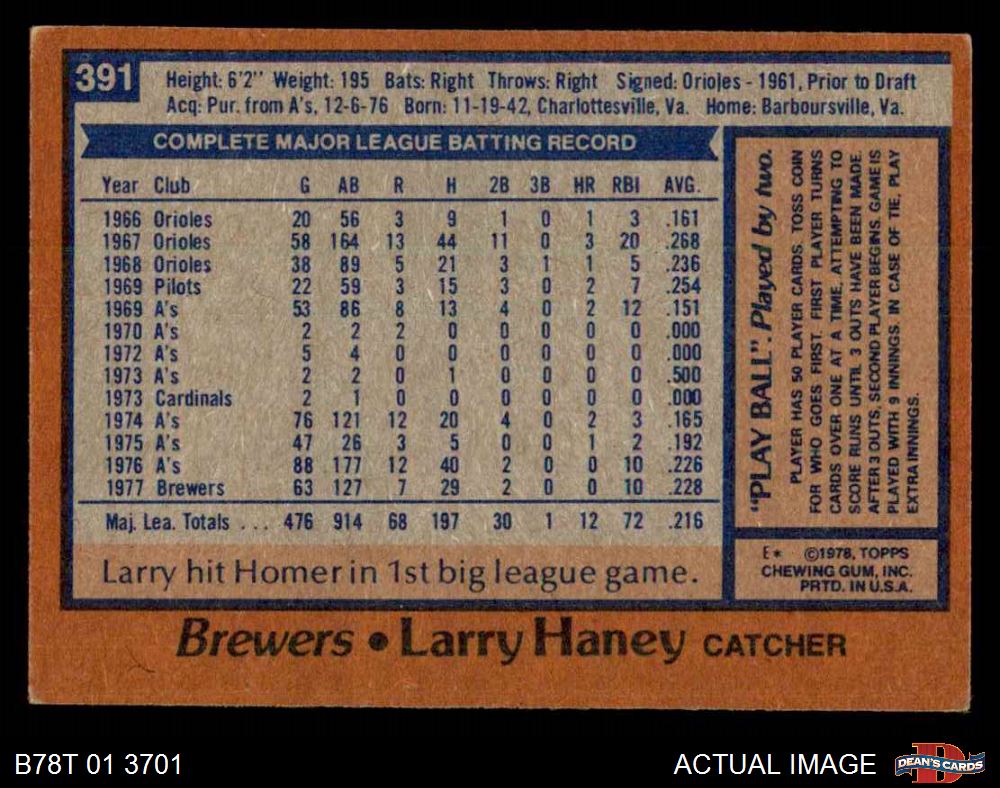 391
Height: 6'2" Weight: 195 Bats: Right Throws: Right Signed: Orioles - 1961, Prior to Draft
Acq: Pur. from A's, 12-6-76 Born: 11-19-42, Charlottesville, Va. Home: Barboursville, Va.
COMPLETE MAJOR LEAGUE BATTING RECORD
Year Club G AB R H 2B 3B HR RBI AVG.
1966 Orioles 20 56 3 9 1 0 1 3 .161
1967 Orioles 58 164 13 44 11 0 3 20 .268
1968 Orioles 38 89 5 21 3 1 1 5 .236
1969 Pilots 22 59 3 15 3 0 2 7 .254
1969 A's 53 86 8 13 4 0 2 12 .151
1970 A's 2 2 2 0 0 0 0 0 .000
1972 A's 5 4 0 0 0 0 0 0 .000
1973 A's 2 2 0 1 0 0 0 0 .500
1973 Cardinals 2 1 0 0 0 0 0 0 .000
1974 A's 76 121 12 20 4 0 2 3 .165
1975 A's 47 26 3 5 0 0 1 2 .192
1976 A's 88 177 12 40 2 0 0 10 .226
1977 Brewers 63 127 7 29 2 0 0 10 .228
Maj. Lea. Totals ... 476 914 68 197 30 1 12 72 .216
Larry hit Homer in 1st big league game.
"PLAY BALL". Played by two.
PLAYER HAS 50 PLAYER CARDS. TOSS COIN
FOR WHO GOES FIRST. FIRST PLAYER TURNS
CARDS OVER ONE AT A TIME, ATTEMPTING TO
SCORE RUNS UNTIL 3 OUTS HAVE BEEN MADE.
AFTER 3 OUTS, SECOND PLAYER BEGINS. GAME IS
PLAYED WITH 9 INNINGS. IN CASE OF TIE, PLAY
EXTRA INNINGS.
E* ©1978, TOPPS
CHEWING GUM, INC.
PRTD. IN U.S.A.
Brewers • Larry Haney CATCHER
B78T 01 3701
ACTUAL IMAGE
D
DEAN'S CARDS